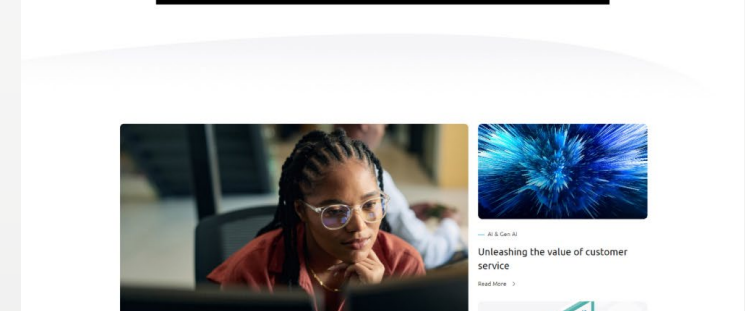 AI & Gen AI
Unleashing the value of customer
service
Read More >